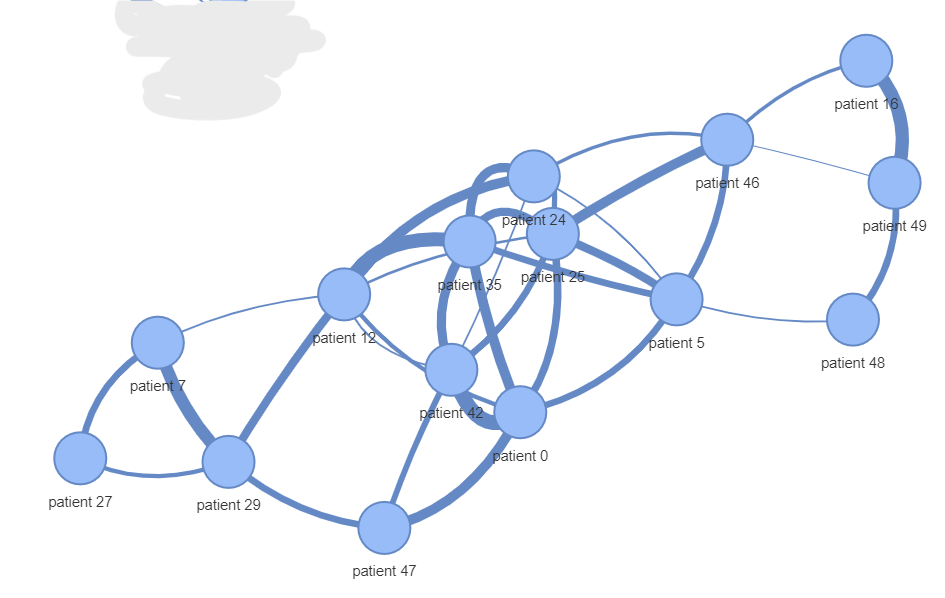 patient 16
patient 46
patient 49
patient 24
patient 25
patient 35
patient 12
patient 5
patient 48
patient 7
patient 42
patient 0
patient 27
patient 29
patient 47